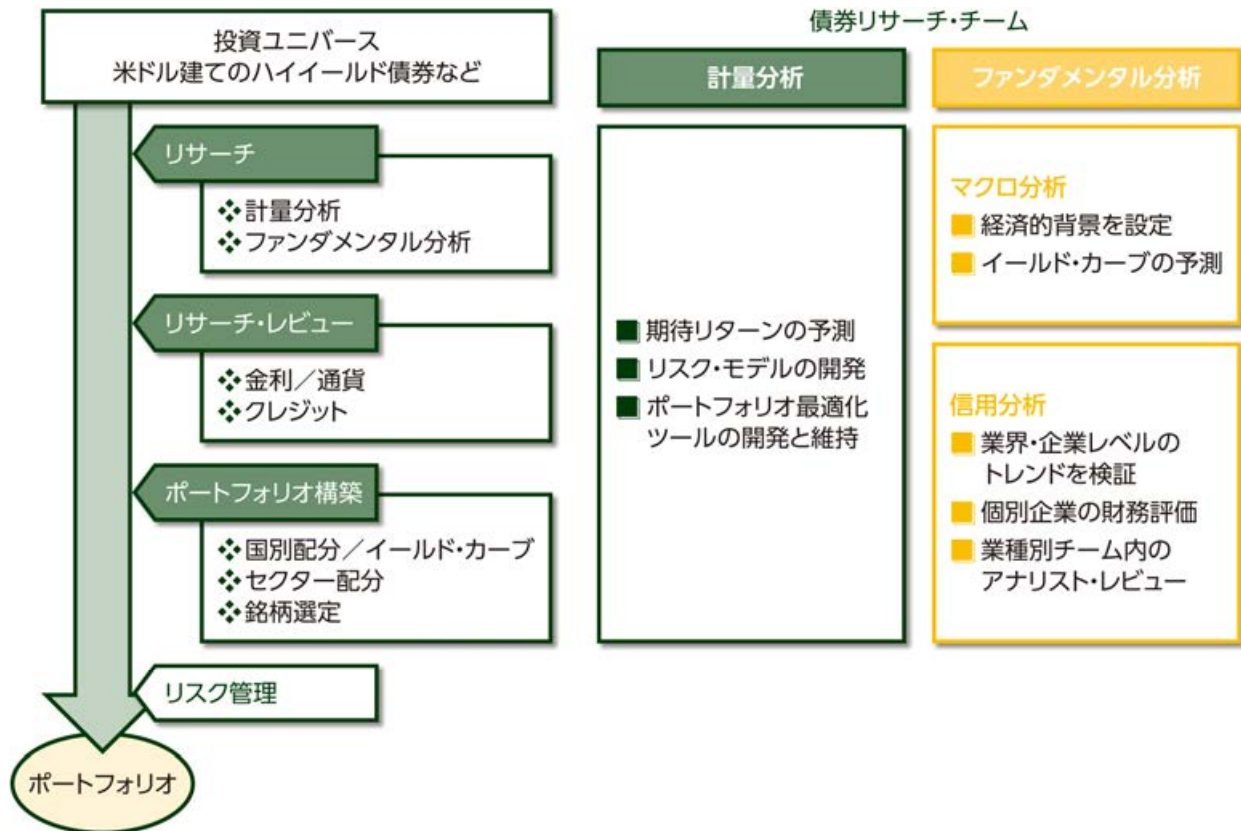 投資ユニバース
米ドル建てのハイイールド債券など
リサーチ
❖計量分析
❖ファンダメンタル分析
リサーチ・レビュー
❖金利／通貨
❖クレジット
ポートフォリオ構築
❖国別配分／イールド・カーブ
❖セクター配分
❖銘柄選定
リスク管理
ポートフォリオ
債券リサーチ・チーム
計量分析
■ 期待リターンの予測
■ リスク・モデルの開発
■ ポートフォリオ最適化
ツールの開発と維持
ファンダメンタル分析
マクロ分析
■ 経済的背景を設定
■ イールド・カーブの予測
信用分析
■ 業界・企業レベルの
トレンドを検証
■ 個別企業の財務評価
■ 業種別チーム内の
アナリスト・レビュー